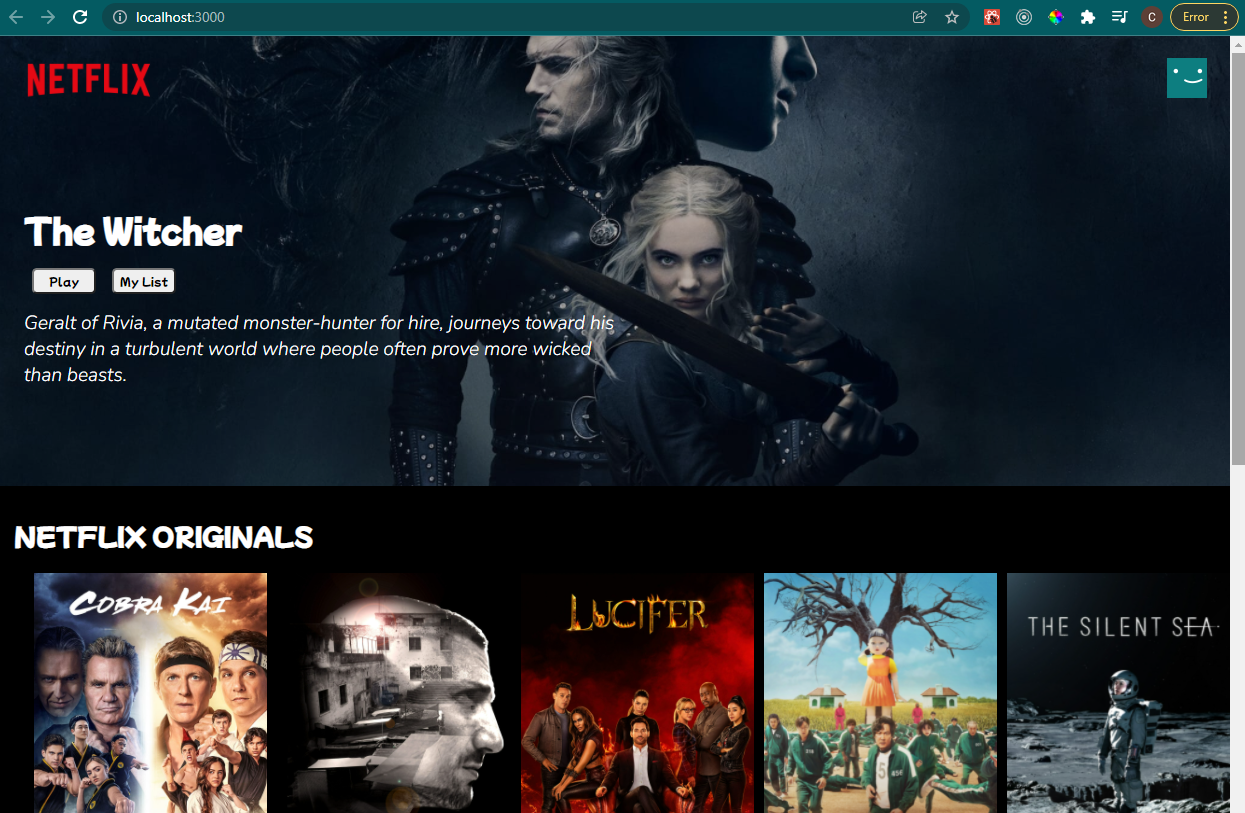 localhost:3000
C
Error
NETFLIX
The Witcher
Play
My List
Geralt of Rivia, a mutated monster-hunter for hire, journeys toward his
destiny in a turbulent world where people often prove more wicked
than beasts.
NETFLIX ORIGINALS
COBRA KAI
LUCIFER
THE SILENT SEA